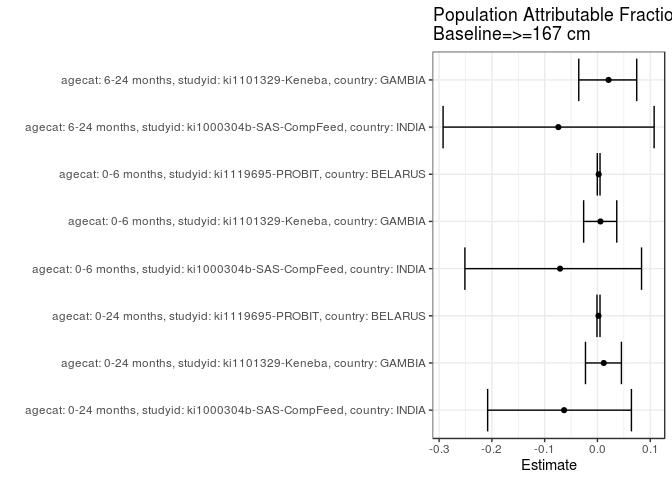 Population Attributable Fractio
Baseline=>=167 cm
agecat: 6-24 months, studyid: ki1101329-Keneba, country: GAMBIA
agecat: 6-24 months, studyid: ki1000304b-SAS-CompFeed, country: INDIA
agecat: 0-6 months, studyid: ki1119695-PROBIT, country: BELARUS
agecat: 0-6 months, studyid: ki1101329-Keneba, country: GAMBIA
agecat: 0-6 months, studyid: ki1000304b-SAS-CompFeed, country: INDIA
agecat: 0-24 months, studyid: ki1119695-PROBIT, country: BELARUS
agecat: 0-24 months, studyid: ki1101329-Keneba, country: GAMBIA
agecat: 0-24 months, studyid: ki1000304b-SAS-CompFeed, country: INDIA
-0.3 -0.2 -0.1 0.0 0.1
Estimate